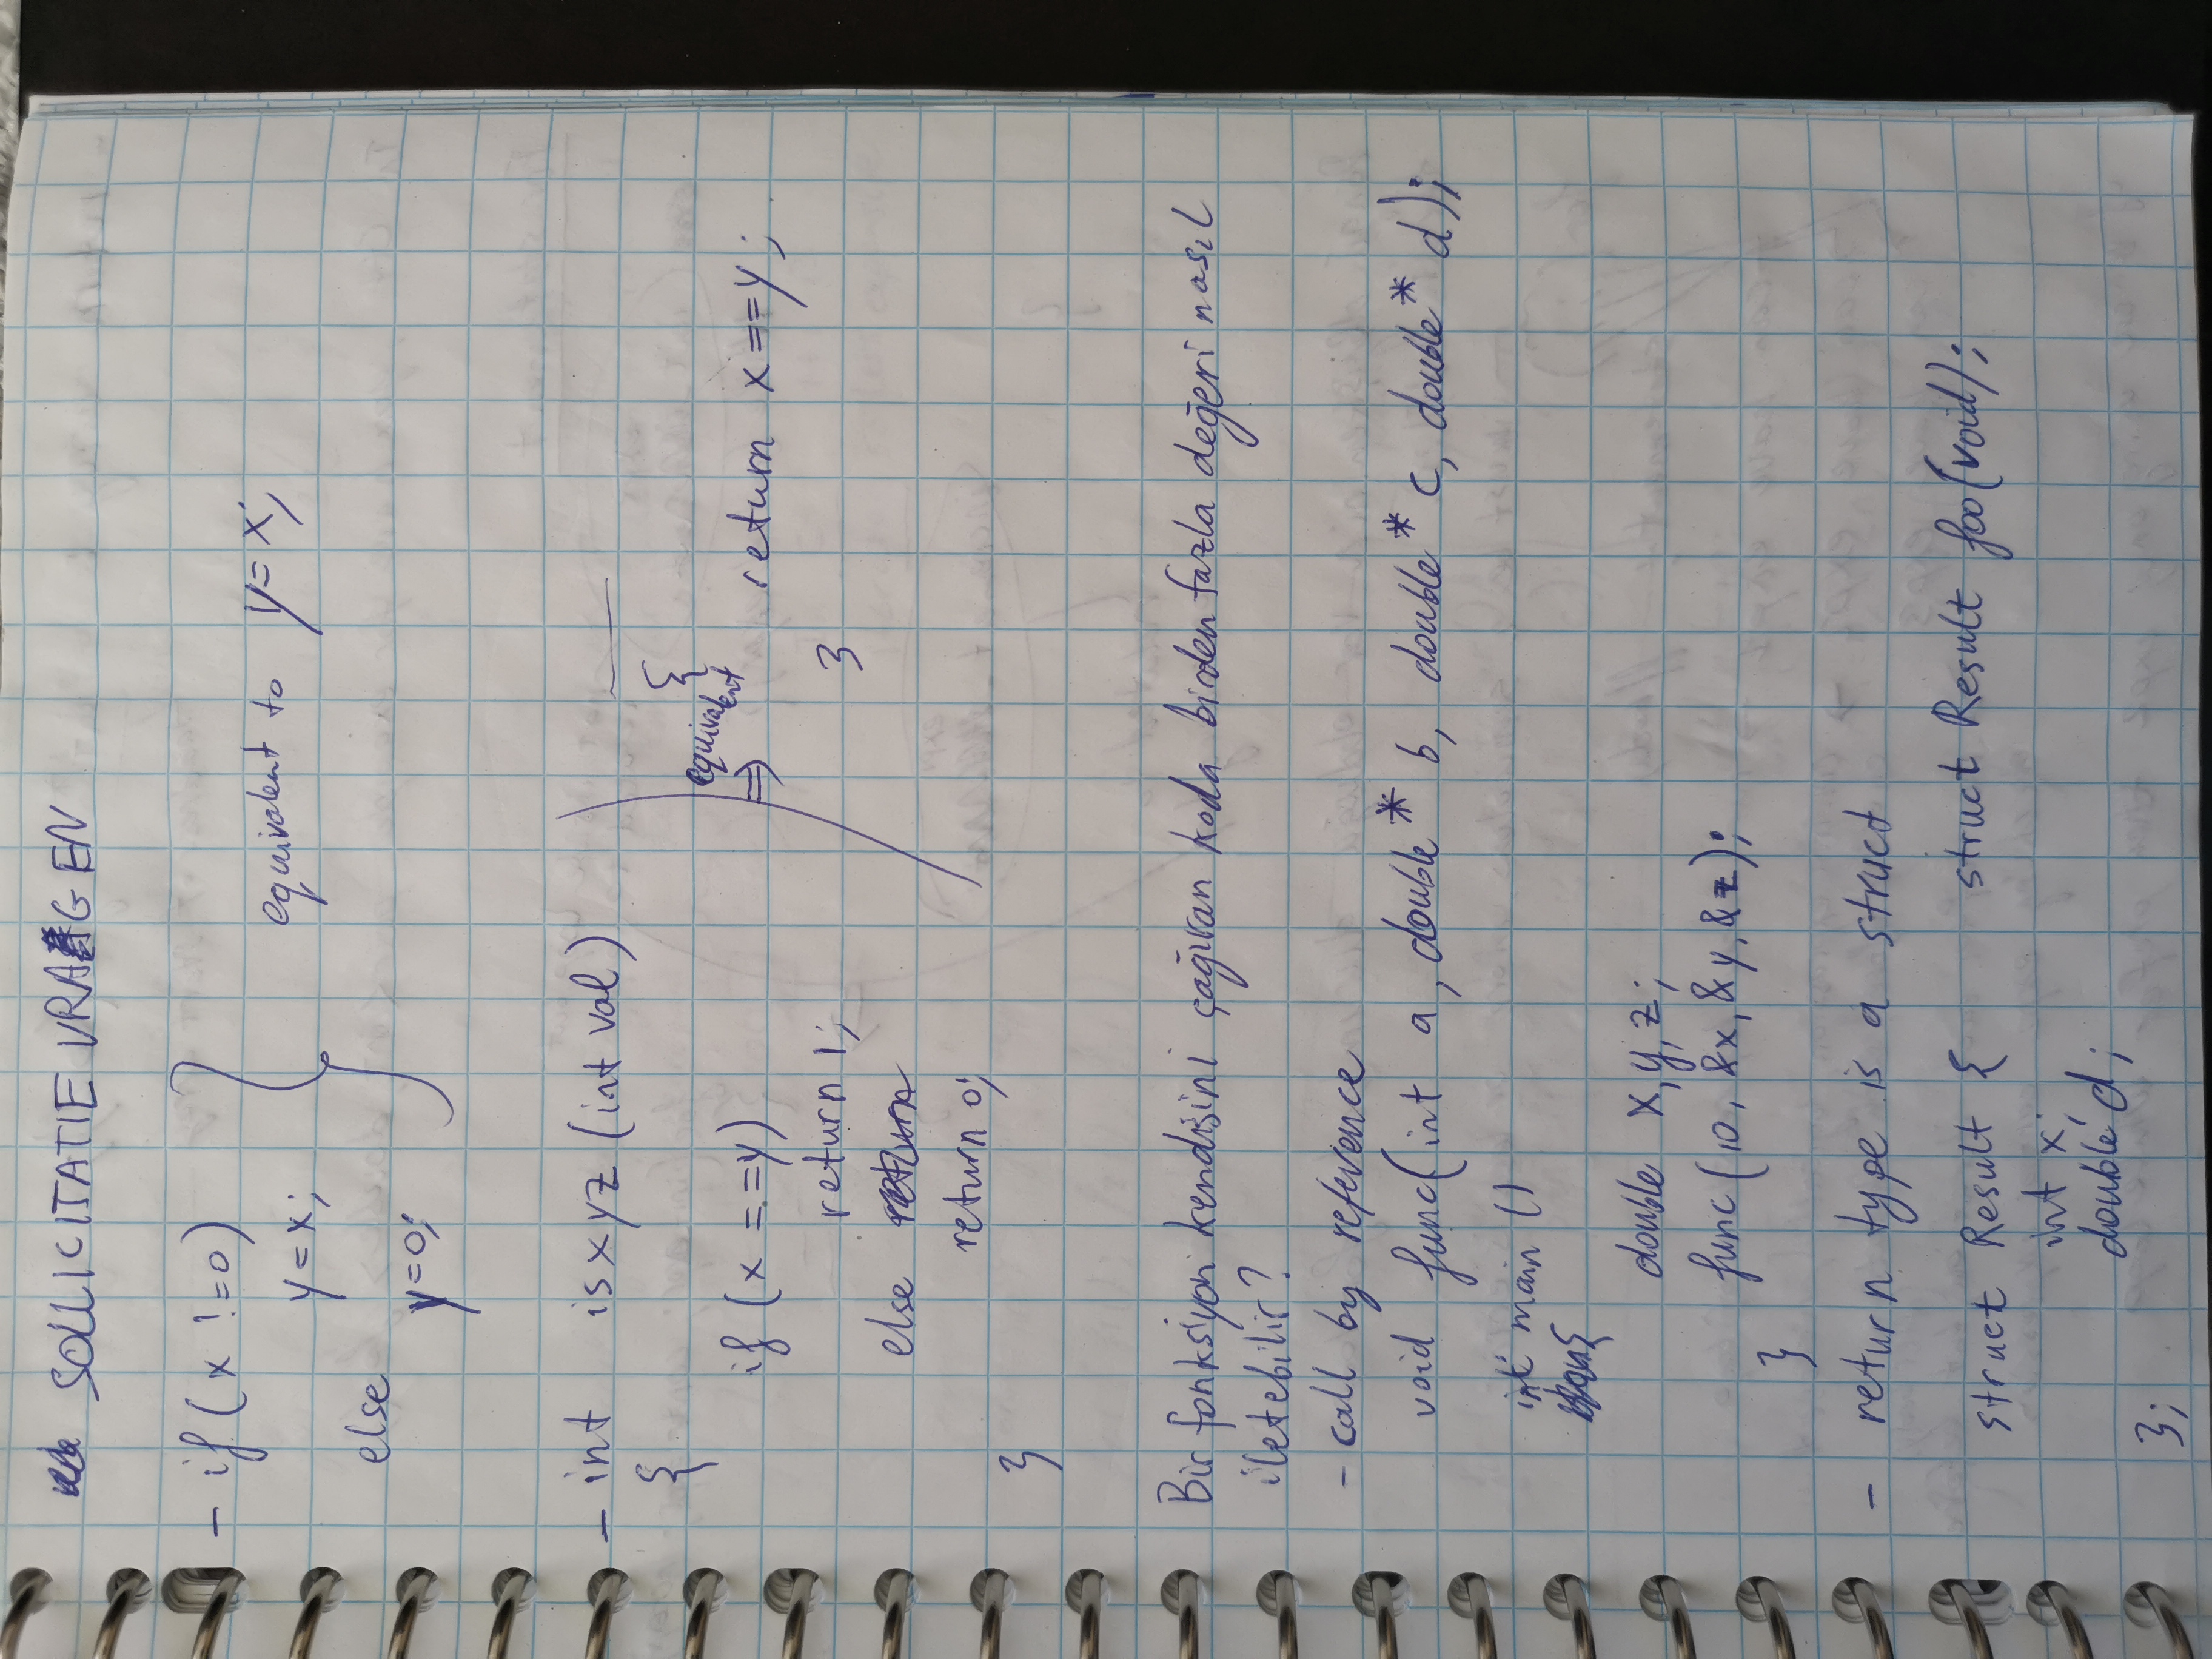 SOLLICITATIE VRAGEN
- if (x != 0)
y = x;
else
y = 0;
equivalent to y = x;
- int isxyz (int val)
{
if (x == y)
return 1;
else return
return 0;
}
equivalent
⇒
{
return x == y;
}
Bir fonksiyon kendisini çağıran koda birden fazla değeri nasıl
iletebilir?
- call by reference
void func(int a, double* b, double* c, double* d);
int main ()
{
double x, y, z;
func (10, &x, &y, &z);
}
- return type is a struct
struct Result {
int x;
double d;
};
struct Result foo(void);